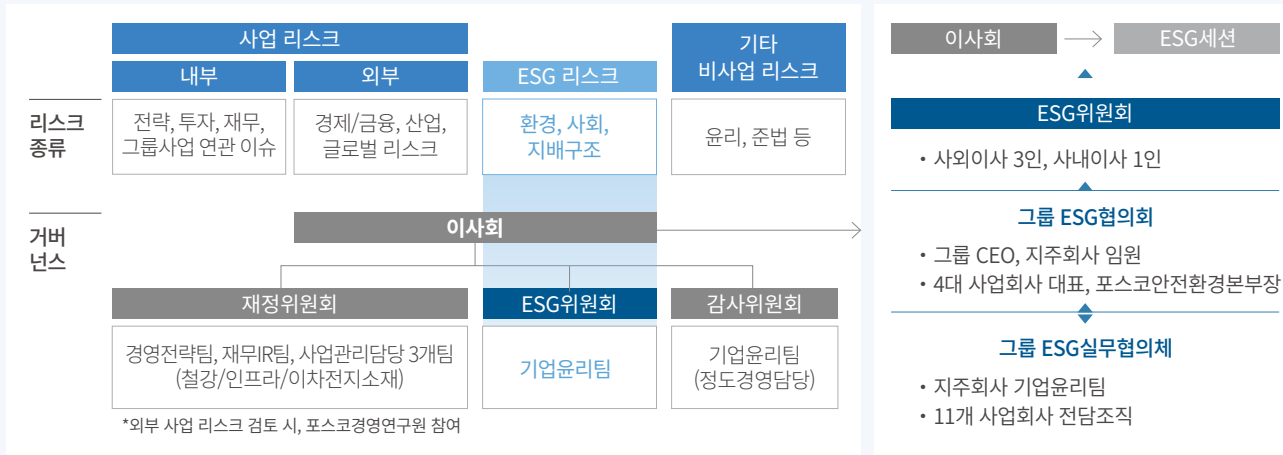 사업 리스크
내부
외부
ESG 리스크
기타
비사업 리스크
리스크
종류
전략, 투자, 재무,
그룹사업 연관 이슈
경제/금융, 산업,
글로벌 리스크
환경, 사회,
지배구조
윤리, 준법 등
거버
넌스
이사회
재정위원회
ESG위원회
감사위원회
경영전략팀, 재무IR팀, 사업관리담당 3개팀
(철강/인프라/이차전지소재)
기업윤리팀
기업윤리팀
(정도경영담당)
*외부 사업 리스크 검토 시, 포스코경영연구원 참여
이사회
ESG세션
ESG위원회
• 사외이사 3인, 사내이사 1인
그룹 ESG협의회
• 그룹 CEO, 지주회사 임원
• 4대 사업회사 대표, 포스코안전환경본부장
그룹 ESG실무협의체
• 지주회사 기업윤리팀
• 11개 사업회사 전담조직